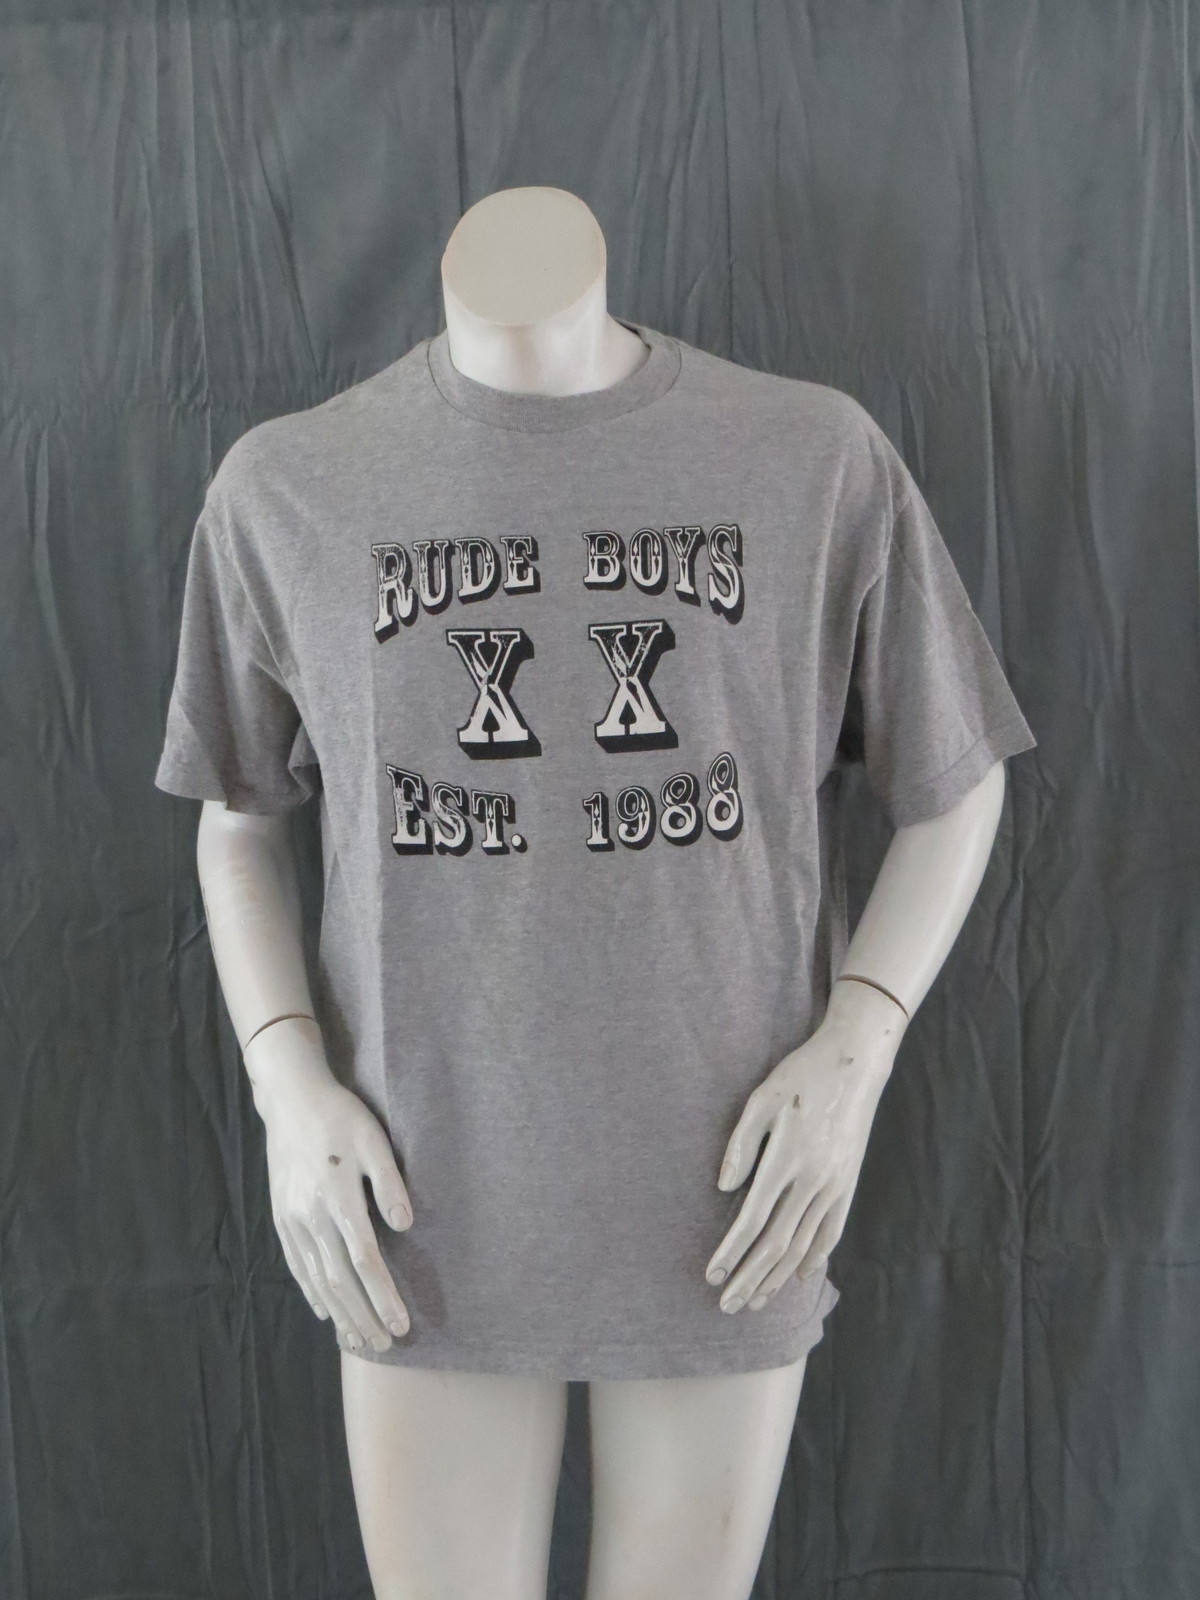 RUDE BOYS
X X
EST. 1988